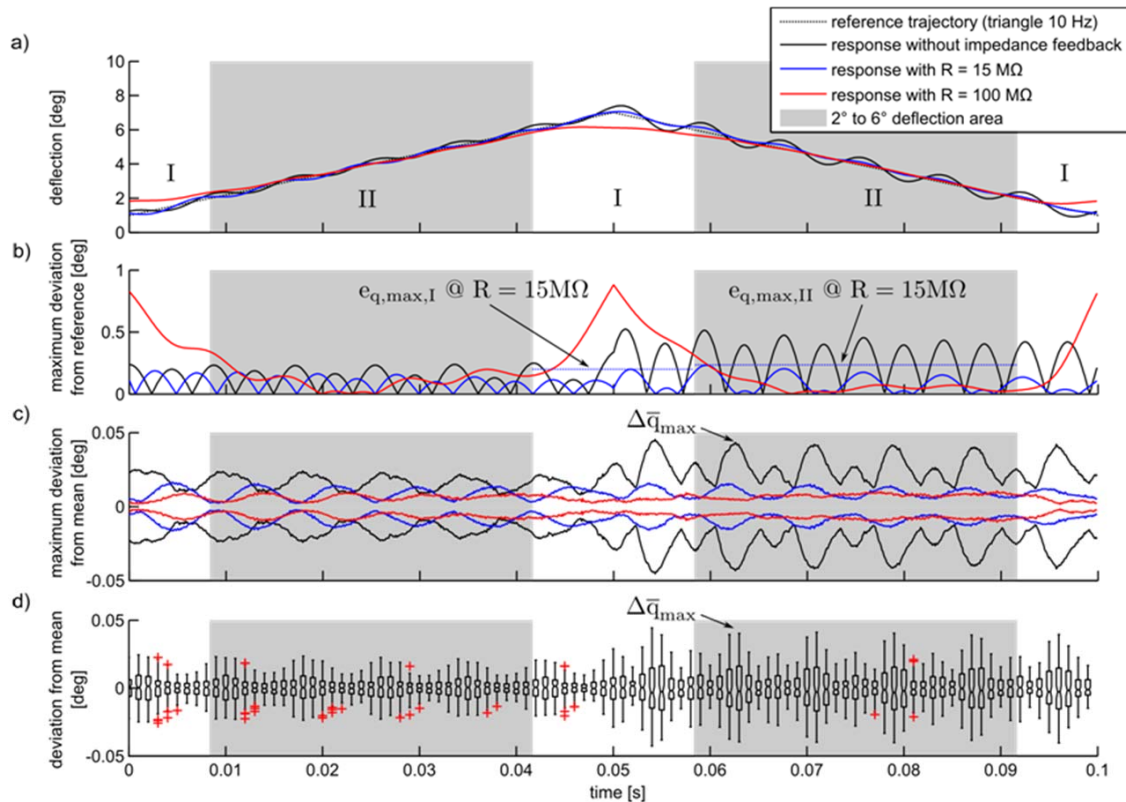 reference trajectory (triangle 10 Hz)
response without impedance feedback
response with R = 15 MΩ
response with R = 100 MΩ
2° to 6° deflection area
a)
deflection [deg]
10
8
6
4
2
0
I
II
I
II
I
b)
maximum deviation
from reference [deg]
1
0.5
0
e_q,max,I @ R = 15MΩ
e_q,max,II @ R = 15MΩ
c)
maximum deviation
from mean [deg]
0.05
0
-0.05
Δq̅_max
d)
deviation from mean
[deg]
0.05
0
-0.05
Δq̅_max
0
0.01
0.02
0.03
0.04
0.05
0.06
0.07
0.08
0.09
0.1
time [s]